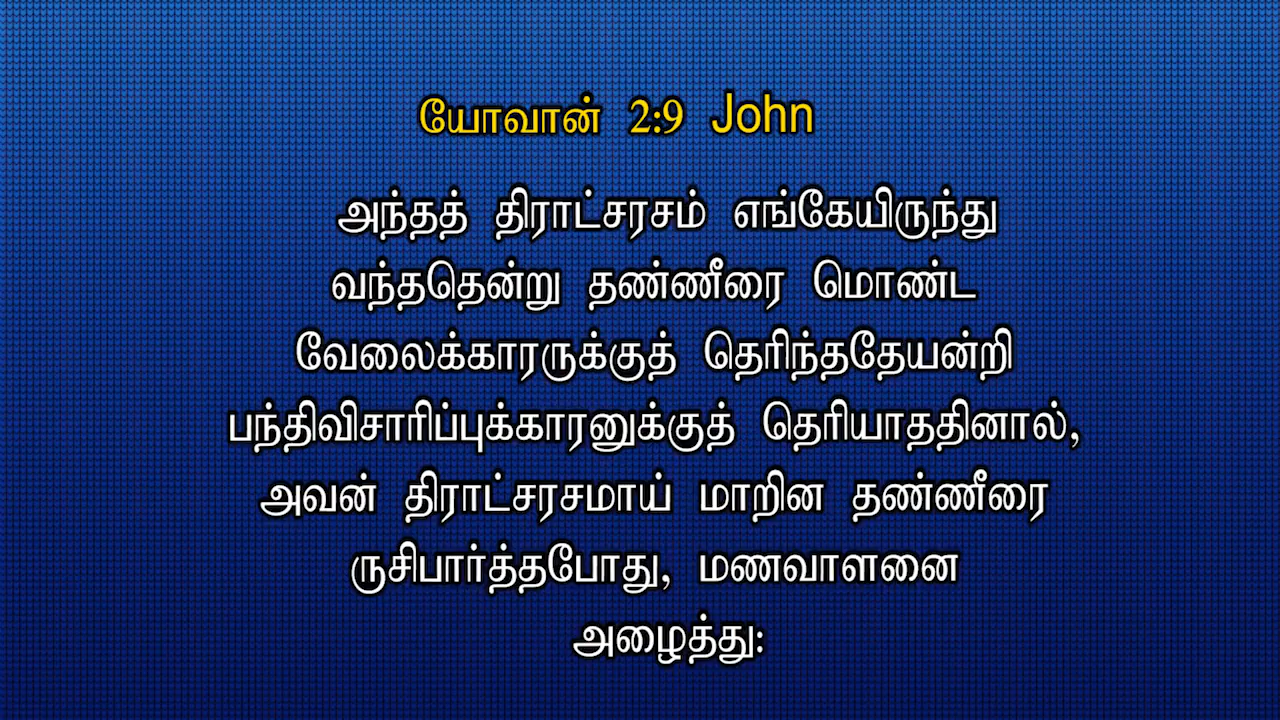 யோவான் 2:9 John
அந்தத் திராட்சரசம் எங்கேயிருந்து
வந்ததென்று தண்ணீரை மொண்ட
வேலைக்காரருக்குத் தெரிந்ததேயன்றி
பந்திவிசாரிப்புக்காரனுக்குத் தெரியாததினால்,
அவன் திராட்சரசமாய் மாறின தண்ணீரை
ருசிபார்த்தபோது, மணவாளனை
அழைத்து: